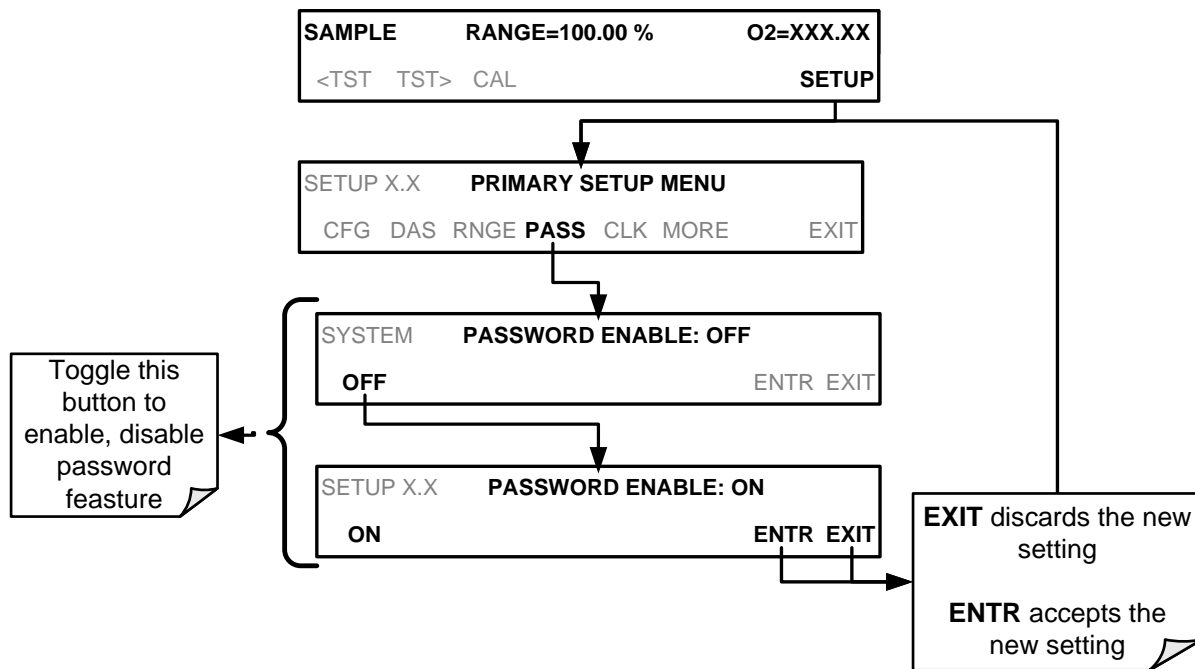 SAMPLE RANGE=100.00 % O2=XXX.XX
<TST TST> CAL SETUP
SETUP X.X PRIMARY SETUP MENU
CFG DAS RNGE PASS CLK MORE EXIT
SYSTEM PASSWORD ENABLE: OFF
OFF ENTR EXIT
Toggle this
button to
enable, disable
password
feasture
SETUP X.X PASSWORD ENABLE: ON
ON ENTR EXIT
EXIT discards the new
setting
ENTR accepts the
new setting